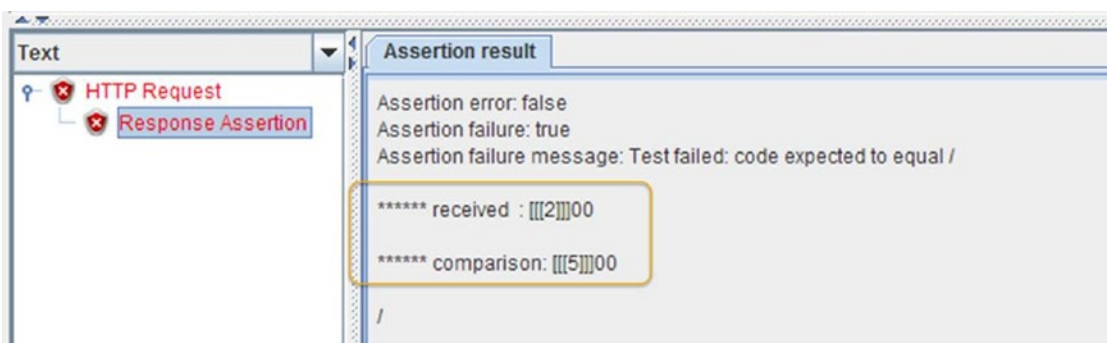 Text
Assertion result
HTTP Request
Response Assertion
Assertion error: false
Assertion failure: true
Assertion failure message: Test failed: code expected to equal /
****** received  : [[[2]]]00
****** comparison: [[[5]]]00
/